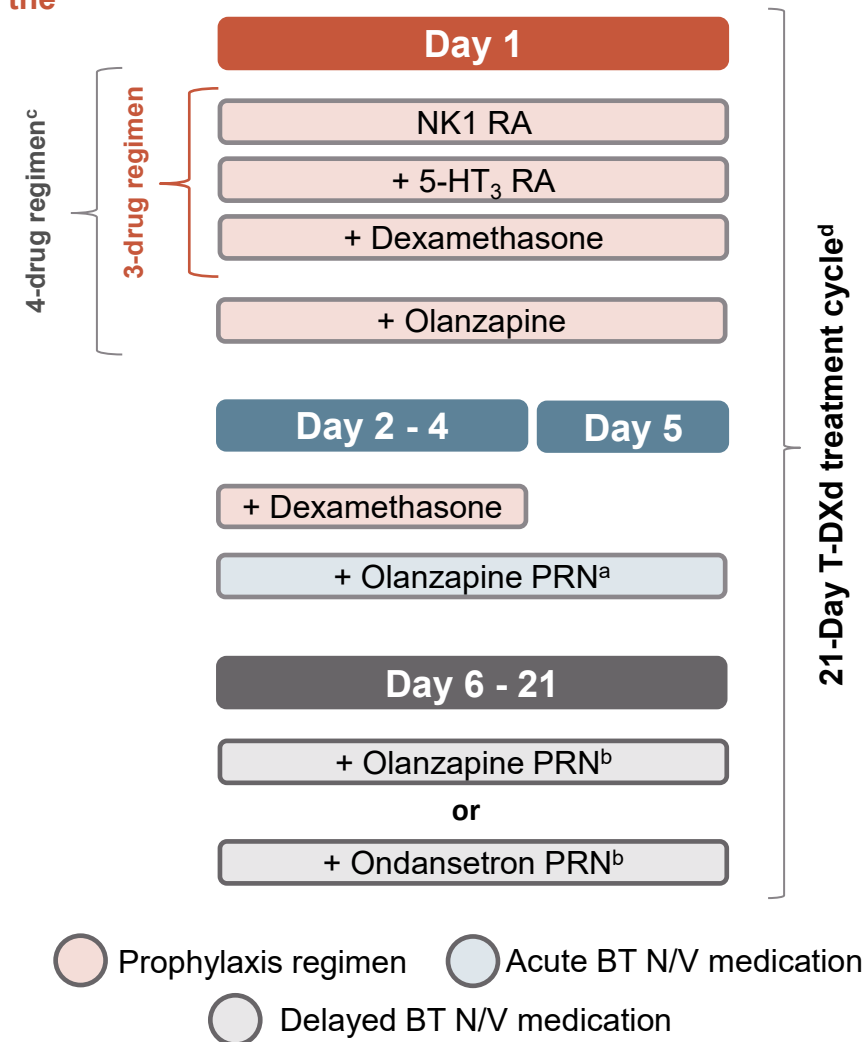 the
Day 1
4-drug regimenᶜ
3-drug regimen
NK1 RA
+ 5-HT₃ RA
+ Dexamethasone
+ Olanzapine
Day 2 - 4
Day 5
+ Dexamethasone
+ Olanzapine PRNᵃ
Day 6 - 21
+ Olanzapine PRNᵇ
or
+ Ondansetron PRNᵇ
21-Day T-DXd treatment cycleᵈ
Prophylaxis regimen
Acute BT N/V medication
Delayed BT N/V medication